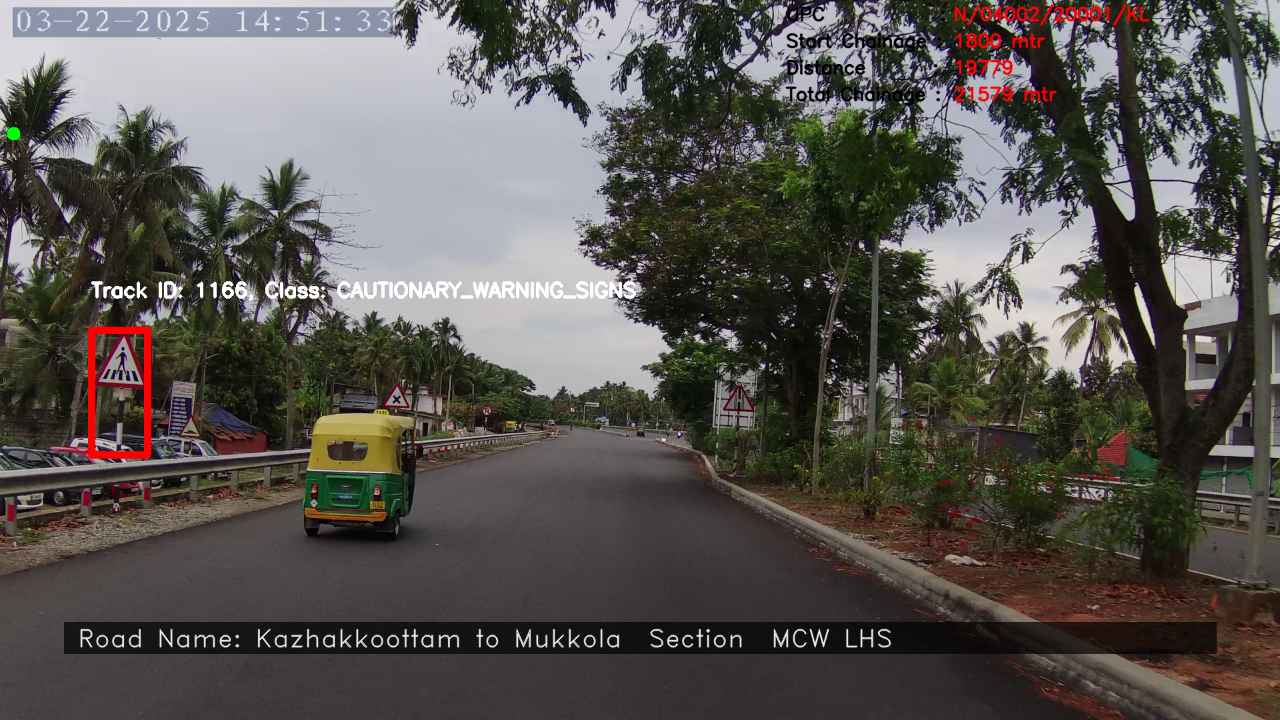 03-22-2025 14:51:33
CPC : N/04002/20001/KL
Start Chainage : 1800 mtr
Distance : 19779
Total Chainage : 21579 mtr
Track ID: 1166, Class: CAUTIONARY_WARNING_SIGNS
Road Name: Kazhakkoottam to Mukkola Section MCW LHS